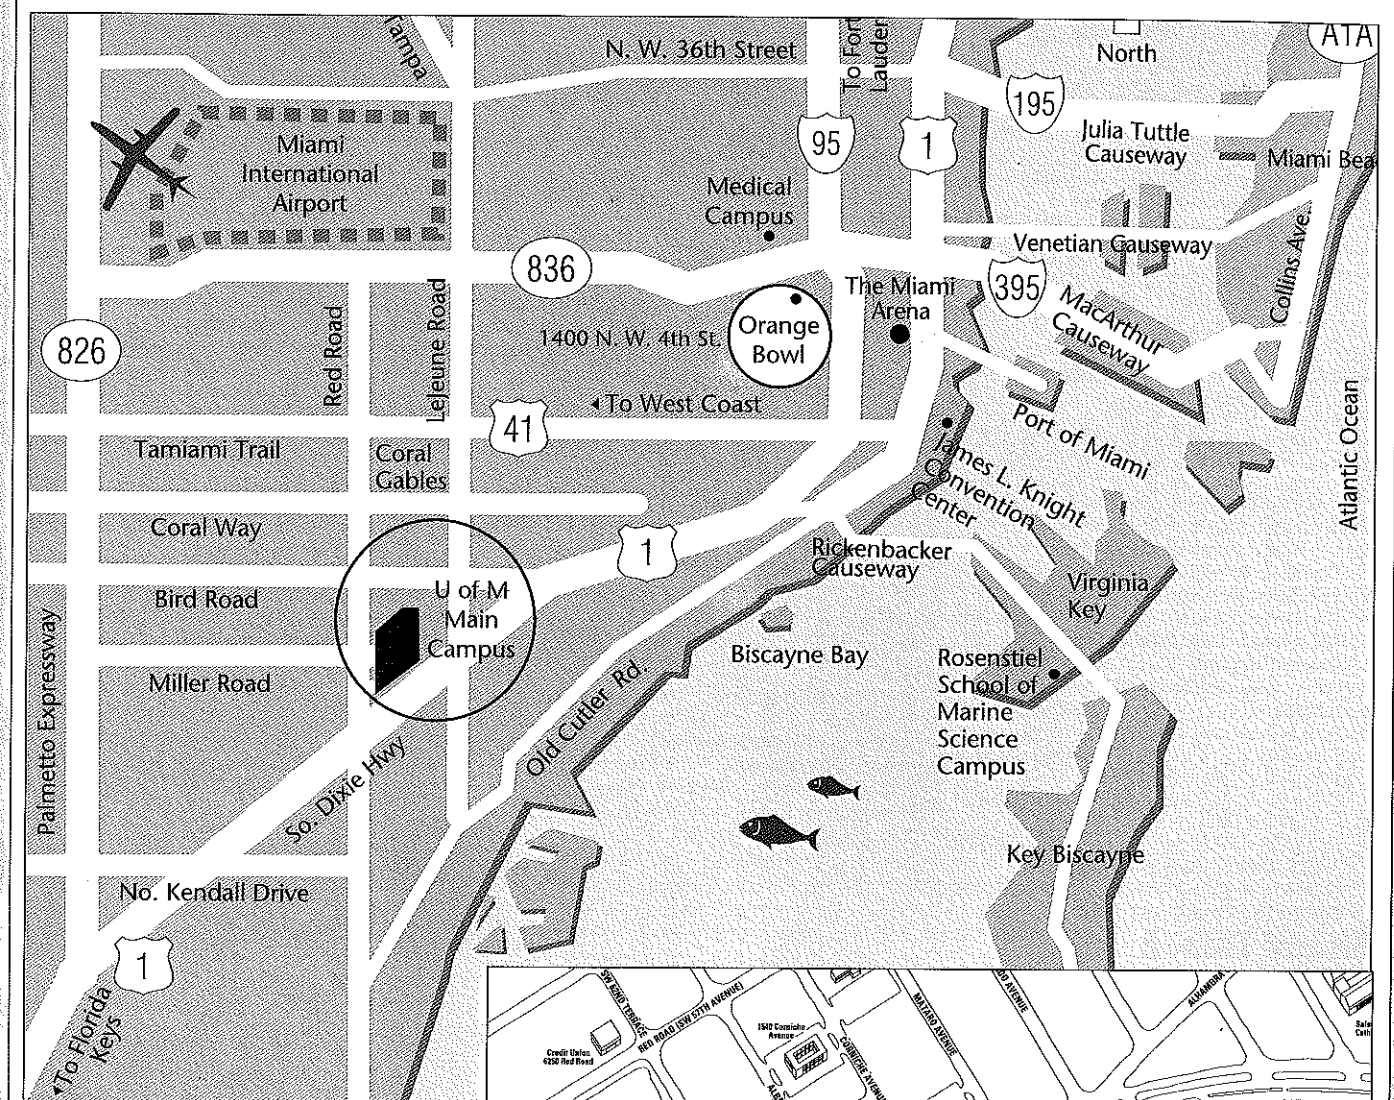 Tampa
N. W. 36th Street
To Fort
Lauder
North
A1A
195
95
1
Julia Tuttle
Causeway
Miami Bea
Miami
International
Airport
Medical
Campus
Venetian Causeway
Collins Ave.
836
395
The Miami
Arena
MacArthur
Causeway
826
Red Road
LeJeune Road
1400 N. W. 4th St.
Orange
Bowl
To West Coast
41
Port of Miami
Atlantic Ocean
Tamiami Trail
Coral
Gables
James L. Knight
Convention
Center
Coral Way
1
Rickenbacker
Causeway
Virginia
Key
Bird Road
U of M
Main
Campus
Biscayne Bay
Rosenstiel
School of
Marine
Science
Campus
Miller Road
Palmetto Expressway
Old Cutler Rd.
So. Dixie Hwy
Key Biscayne
No. Kendall Drive
1
To Florida
Keys
SW 62ND TERRACE
RED ROAD (SW 57TH AVENUE)
Credit Union
6250 Red Road
1540 Corniche
Avenue
CORNICHE AVENUE
MATARO AVENUE
DO AVENUE
ALHAMBRA